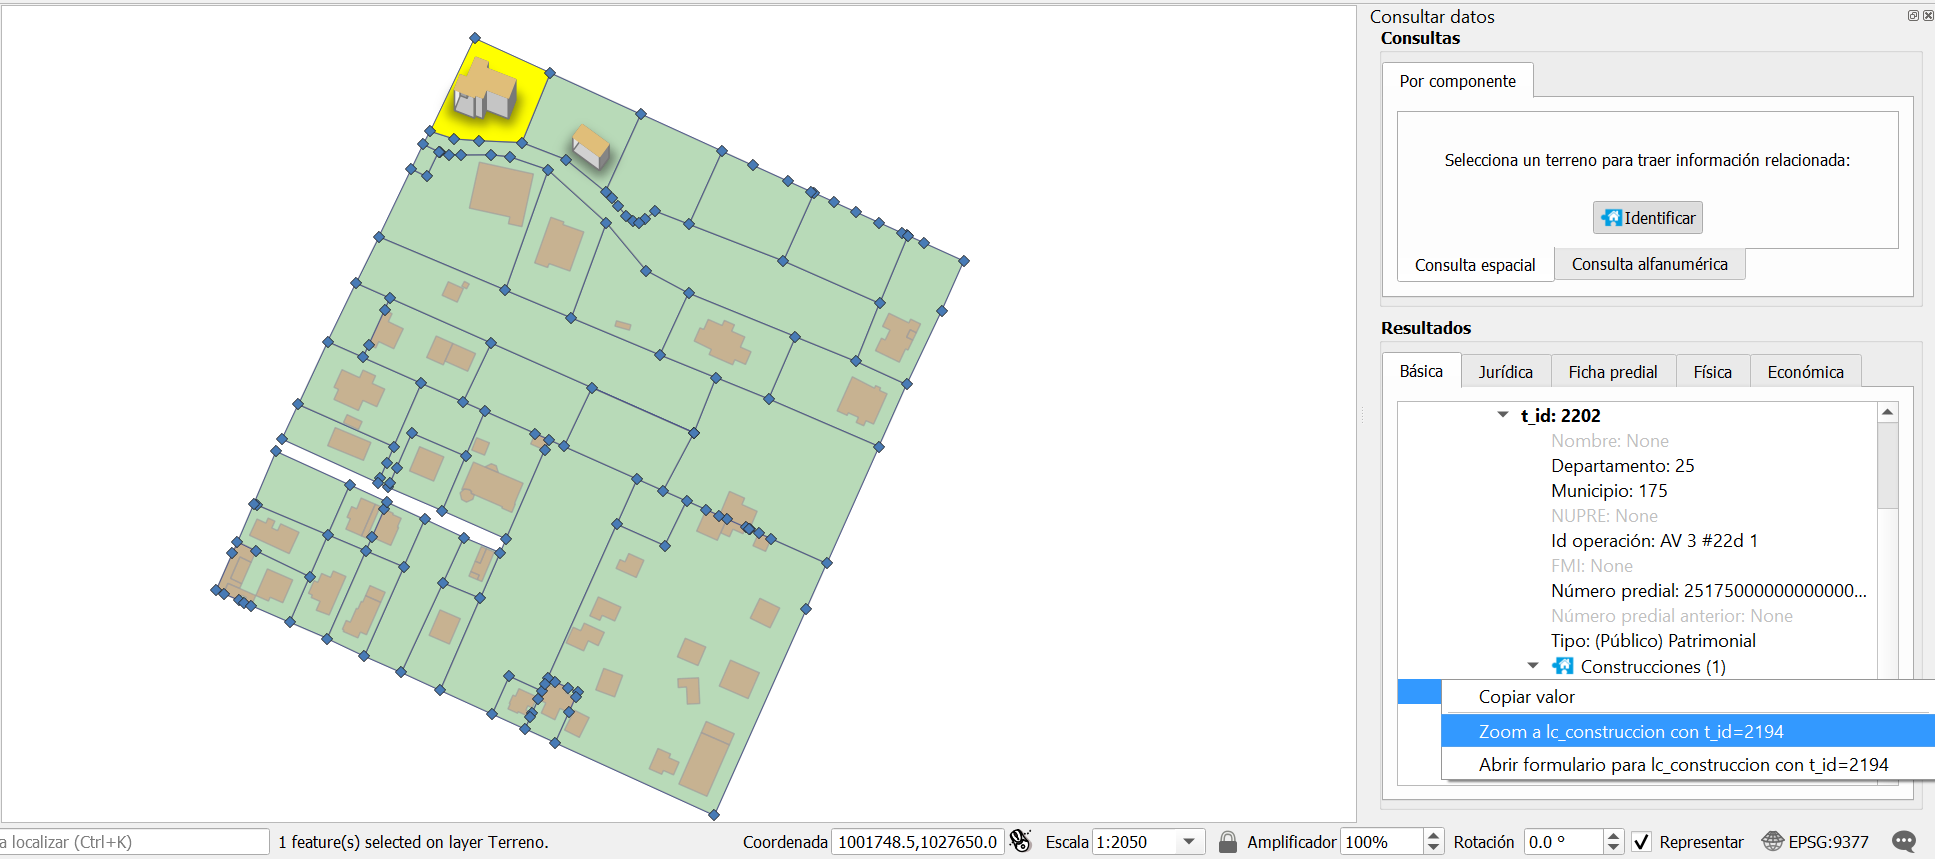 Consultar datos
Consultas
Por componente
Selecciona un terreno para traer información relacionada:
Identificar
Consulta espacial
Consulta alfanumérica
Resultados
Básica
Jurídica
Ficha predial
Física
Económica
t_id: 2202
Nombre: None
Departamento: 25
Municipio: 175
NUPRE: None
Id operación: AV 3 #22d 1
FMI: None
Número predial: 25175000000000000...
Número predial anterior: None
Tipo: (Público) Patrimonial
Construcciones (1)
Copiar valor
Zoom a lc_construccion con t_id=2194
Abrir formulario para lc_construccion con t_id=2194
a localizar (Ctrl+K)
1 feature(s) selected on layer Terreno.
Coordenada
1001748.5,1027650.0
Escala
1:2050
Amplificador
100%
Rotación
0.0 °
Representar
EPSG:9377